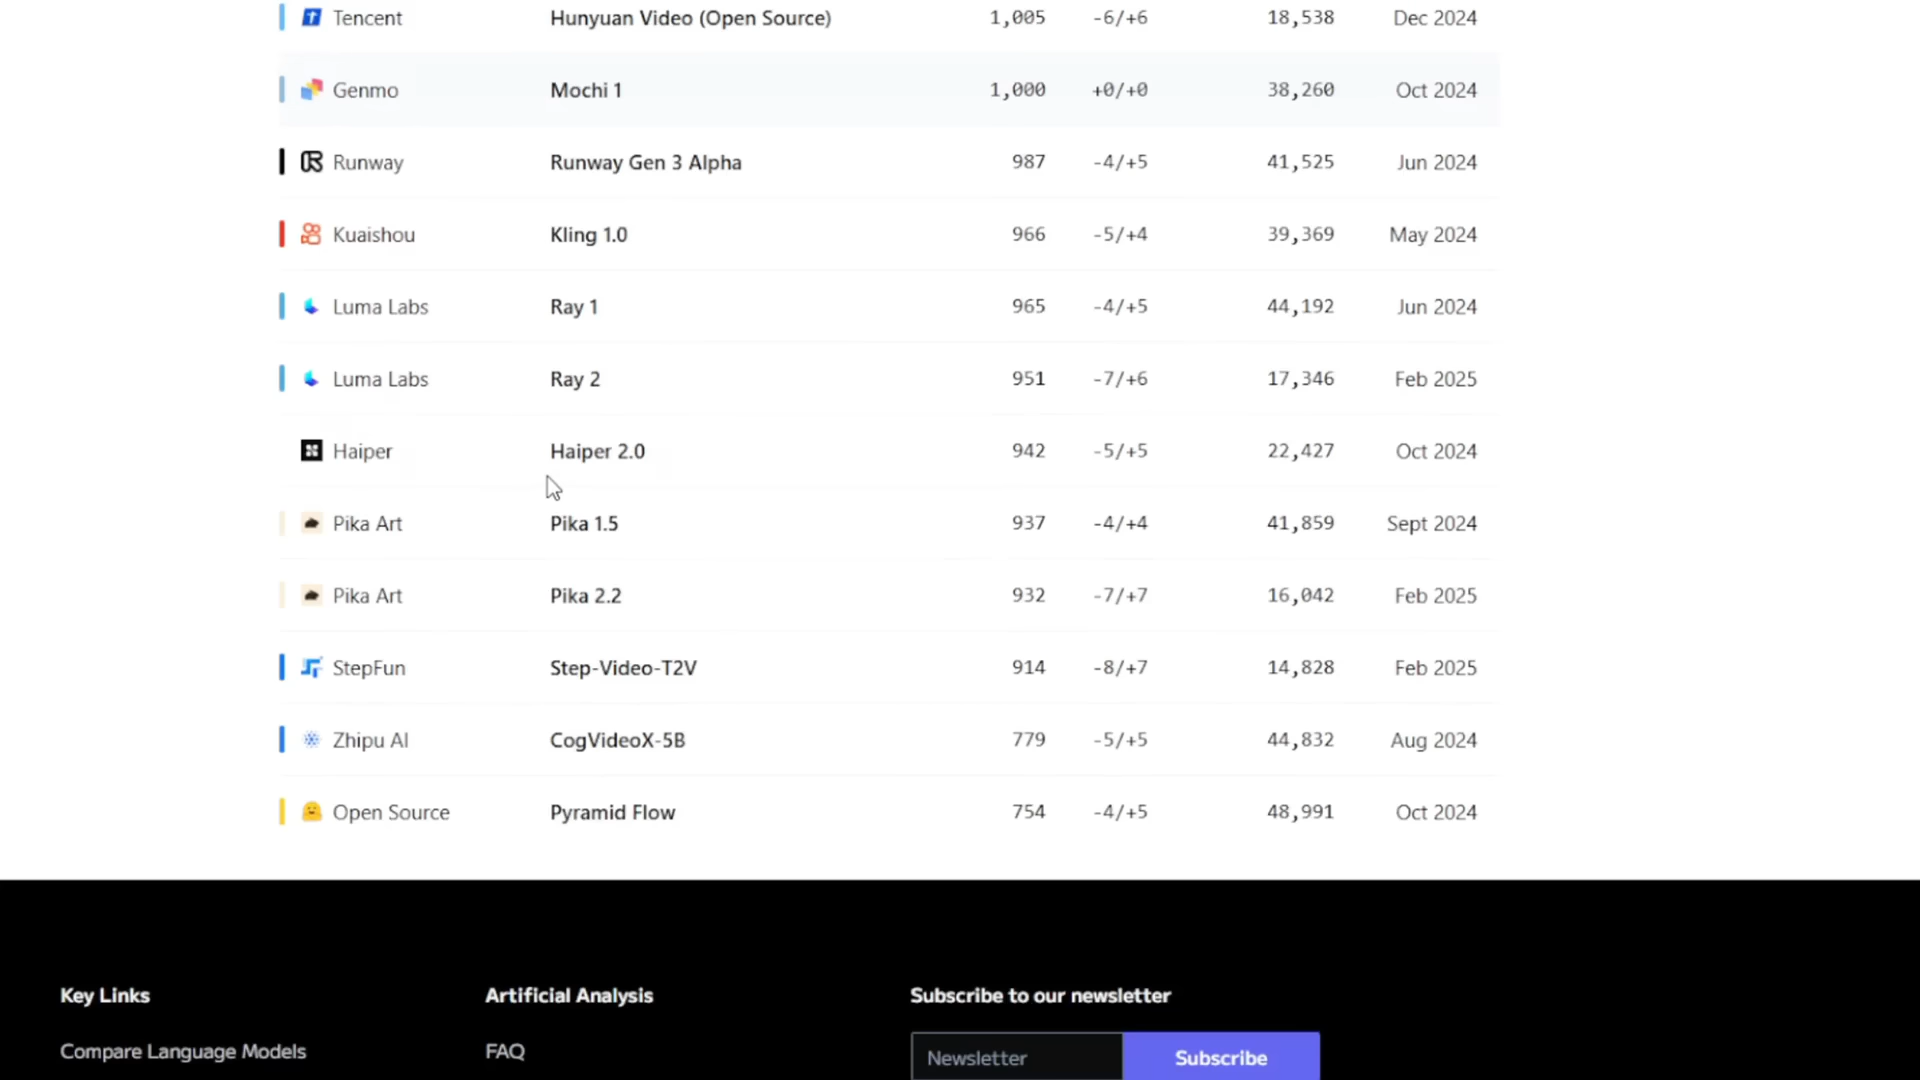 Tencent Hunyuan Video (Open Source) 1,005 -6/+6 18,538 Dec 2024
Genmo Mochi 1 1,000 +0/+0 38,260 Oct 2024
Runway Runway Gen 3 Alpha 987 -4/+5 41,525 Jun 2024
Kuaishou Kling 1.0 966 -5/+4 39,369 May 2024
Luma Labs Ray 1 965 -4/+5 44,192 Jun 2024
Luma Labs Ray 2 951 -7/+6 17,346 Feb 2025
Haiper Haiper 2.0 942 -5/+5 22,427 Oct 2024
Pika Art Pika 1.5 937 -4/+4 41,859 Sept 2024
Pika Art Pika 2.2 932 -7/+7 16,042 Feb 2025
StepFun Step-Video-T2V 914 -8/+7 14,828 Feb 2025
Zhipu AI CogVideoX-5B 779 -5/+5 44,832 Aug 2024
Open Source Pyramid Flow 754 -4/+5 48,991 Oct 2024
Key Links Artificial Analysis Subscribe to our newsletter
Compare Language Models FAQ Newsletter Subscribe